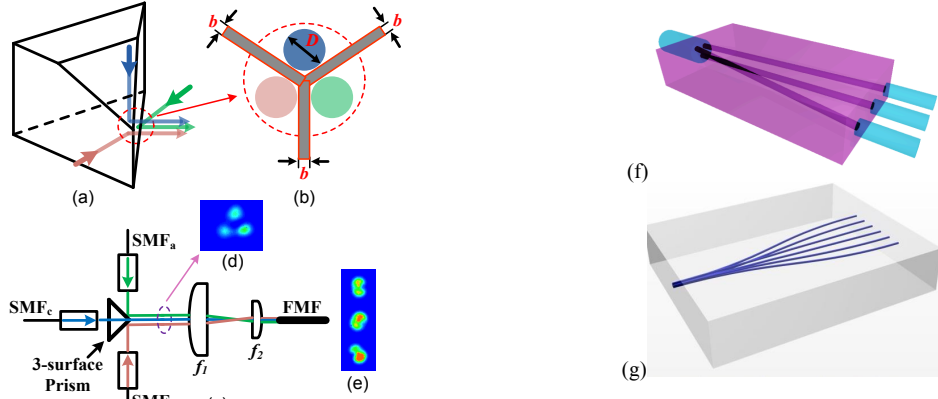 b
b
D
b
(a)
(b)
(f)
SMFa
(d)
SMFc
FMF
3-surface
Prism
f1
f2
(e)
(g)